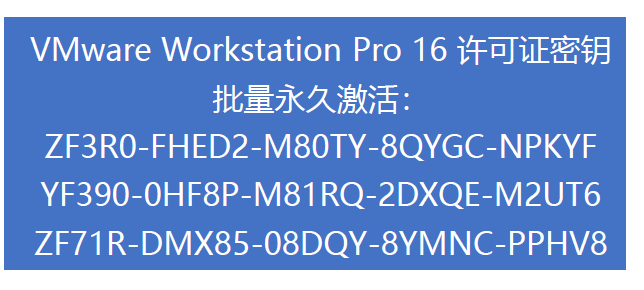 VMware Workstation Pro 16 许可证密钥
批量永久激活：
ZF3R0-FHED2-M80TY-8QYGC-NPKYF
YF390-0HF8P-M81RQ-2DXQE-M2UT6
ZF71R-DMX85-08DQY-8YMNC-PPHV8